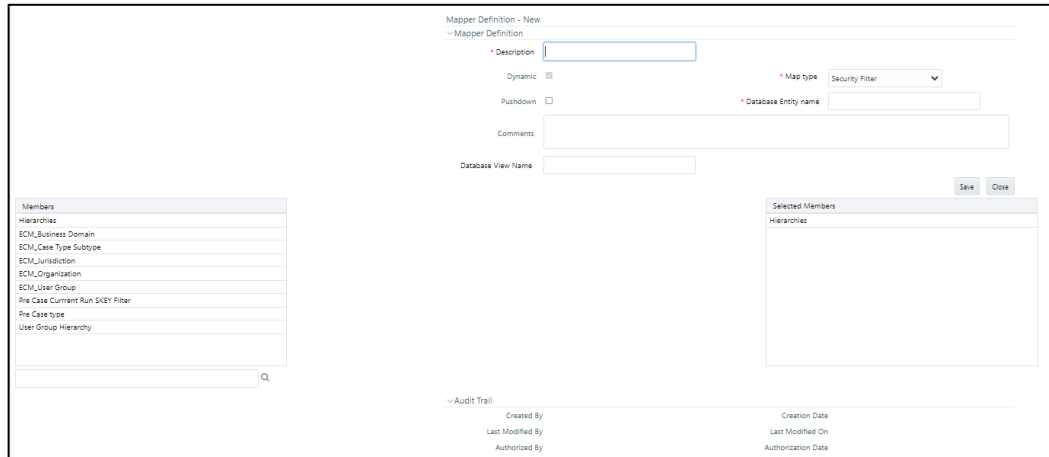 Mapper Definition - New
Mapper Definition
* Description
Dynamic
* Map type Security Filter
Pushdown
* Database Entity name
Comments
Database View Name
Save Close
Members
Hierarchies
ECM_Business Domain
ECM_Case Type Subtype
ECM_Jurisdiction
ECM_Organization
ECM_User Group
Pre Case Currrent Run SKEY Filter
Pre Case type
User Group Hierarchy
Selected Members
Hierarchies
Audit Trail
Created By Creation Date
Last Modified By Last Modified On
Authorized By Authorization Date